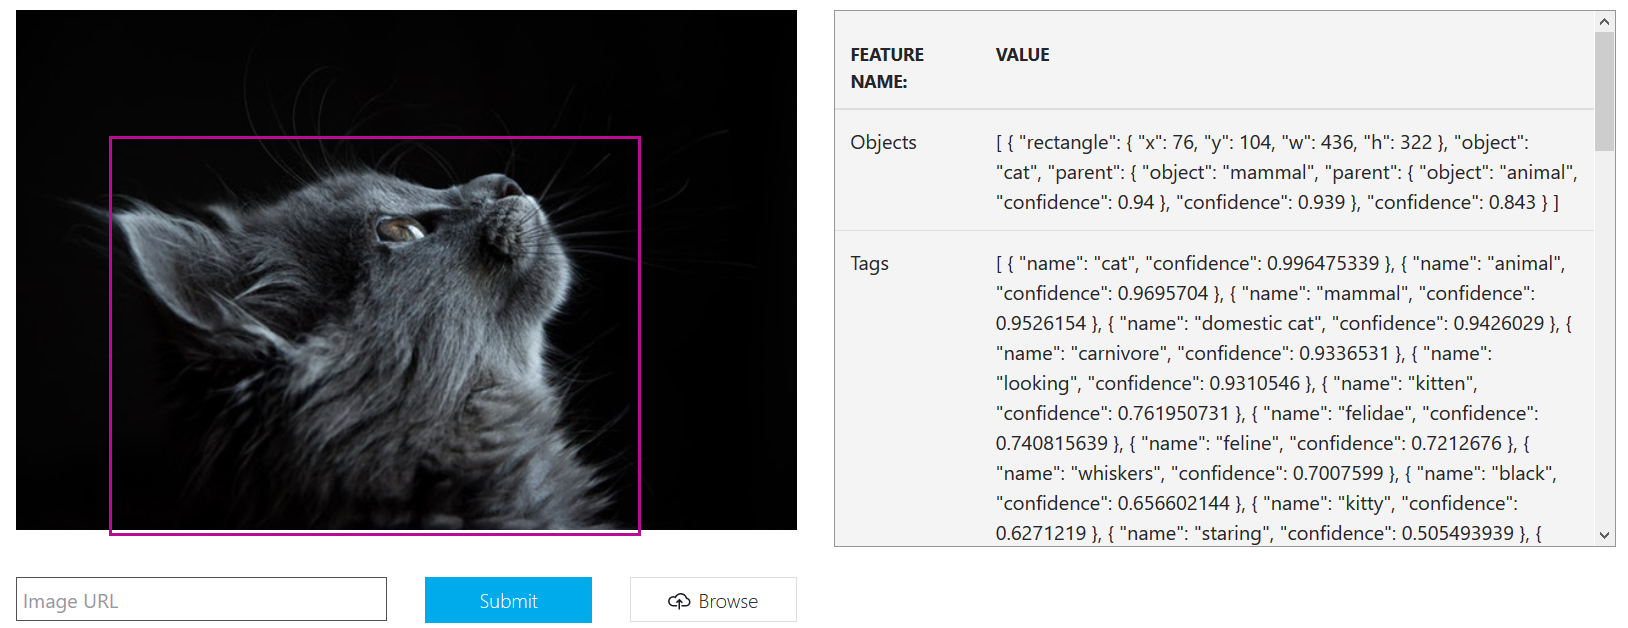 FEATURE NAME:
VALUE
Objects
[ { "rectangle": { "x": 76, "y": 104, "w": 436, "h": 322 }, "object":
"cat", "parent": { "object": "mammal", "parent": { "object": "animal",
"confidence": 0.94 }, "confidence": 0.939 }, "confidence": 0.843 } ]
Tags
[ { "name": "cat", "confidence": 0.996475339 }, { "name": "animal",
"confidence": 0.9695704 }, { "name": "mammal", "confidence":
0.9526154 }, { "name": "domestic cat", "confidence": 0.9426029 }, {
"name": "carnivore", "confidence": 0.9336531 }, { "name":
"looking", "confidence": 0.9310546 }, { "name": "kitten",
"confidence": 0.761950731 }, { "name": "felidae", "confidence":
0.740815639 }, { "name": "feline", "confidence": 0.7212676 }, {
"name": "whiskers", "confidence": 0.7007599 }, { "name": "black",
"confidence": 0.656602144 }, { "name": "kitty", "confidence":
0.6271219 }, { "name": "staring", "confidence": 0.505493939 }, {
Image URL
Submit
Browse